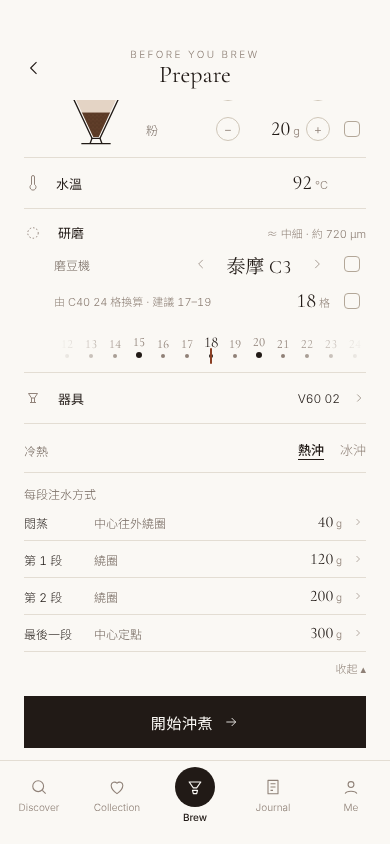 BEFORE YOU BREW
Prepare
粉 − 20 g +
水溫 92 °C
研磨 ≈ 中細 · 約 720 μm
磨豆機 泰摩 C3
由 C40 24 格換算 · 建議 17–19 18 格
12 13 14 15 16 17 18 19 20 21 22 23 24
器具 V60 02
冷熱 熱沖 冰沖
每段注水方式
悶蒸 中心往外繞圈 40 g
第 1 段 繞圈 120 g
第 2 段 繞圈 200 g
最後一段 中心定點 300 g
收起 ▴
開始沖煮 →
Discover Collection Brew Journal Me